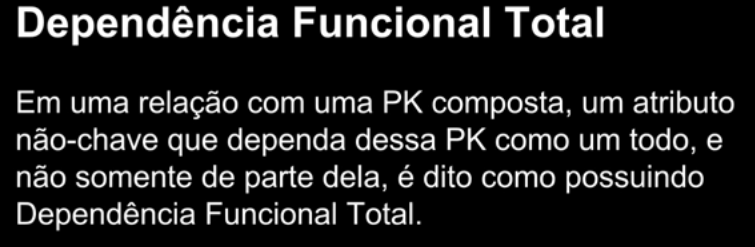 Dependência Funcional Total
Em uma relação com uma PK composta, um atributo
não-chave que dependa dessa PK como um todo, e
não somente de parte dela, é dito como possuindo
Dependência Funcional Total.